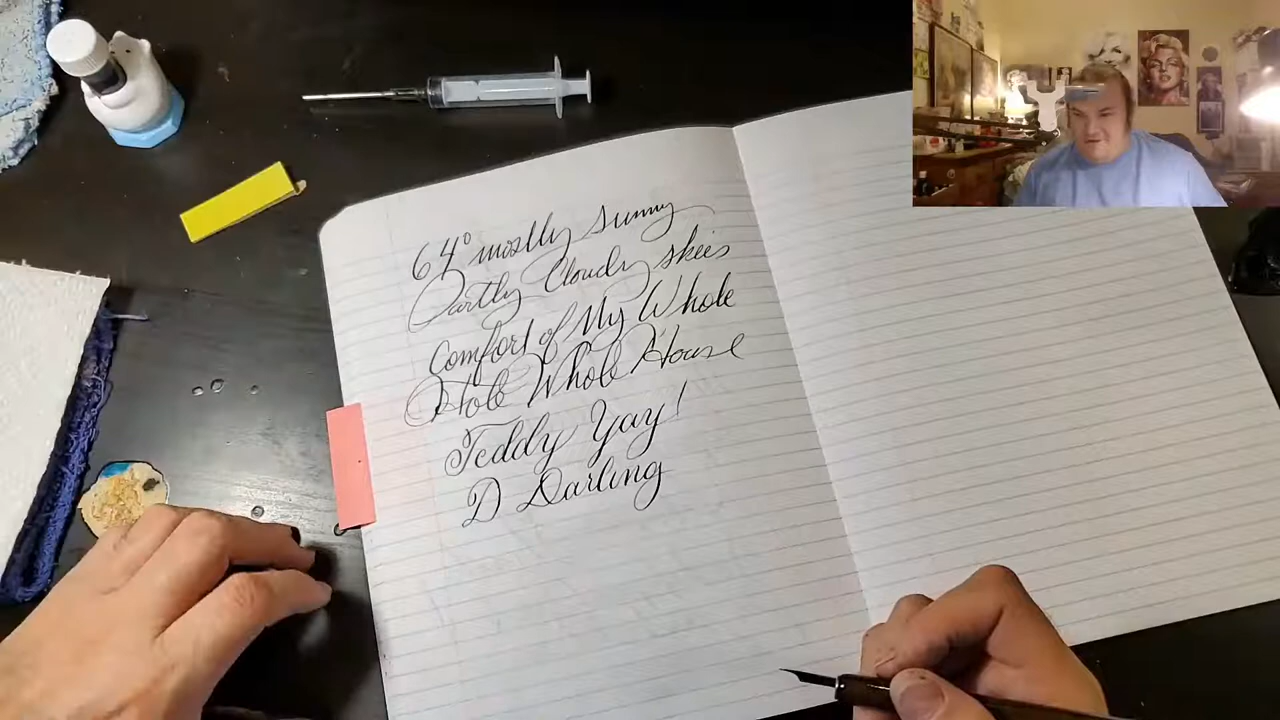 64° mostly sunny
Partly Cloudy skies
Comfort of My Whole
Hole Whole House
Teddy Yay!
D Darling